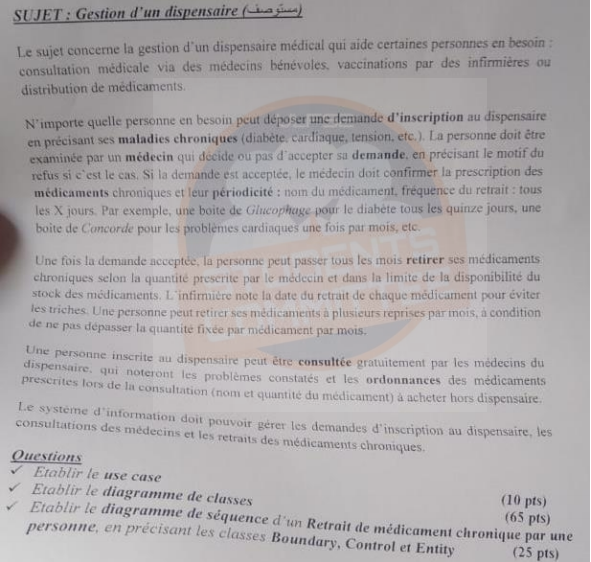 SUJET : Gestion d'un dispensaire (مستوصف)
Le sujet concerne la gestion d'un dispensaire médical qui aide certaines personnes en besoin :
consultation médicale via des médecins bénévoles, vaccinations par des infirmières ou
distribution de médicaments.
N'importe quelle personne en besoin peut déposer une demande d'inscription au dispensaire
en précisant ses maladies chroniques (diabète, cardiaque, tension, etc.). La personne doit être
examinée par un médecin qui décide ou pas d'accepter sa demande, en précisant le motif du
refus si c'est le cas. Si la demande est acceptée, le médecin doit confirmer la prescription des
médicaments chroniques et leur périodicité : nom du médicament, fréquence du retrait : tous
les X jours. Par exemple, une boite de Glucophage pour le diabète tous les quinze jours, une
boite de Concorde pour les problèmes cardiaques une fois par mois, etc.
Une fois la demande acceptée, la personne peut passer tous les mois retirer ses médicaments
chroniques selon la quantité prescrite par le médecin et dans la limite de la disponibilité du
stock des médicaments. L'infirmière note la date du retrait de chaque médicament pour éviter
les triches. Une personne peut retirer ses médicaments à plusieurs reprises par mois, à condition
de ne pas dépasser la quantité fixée par médicament par mois.
Une personne inscrite au dispensaire peut être consultée gratuitement par les médecins du
dispensaire, qui noteront les problèmes constatés et les ordonnances des médicaments
prescrites lors de la consultation (nom et quantité du médicament) à acheter hors dispensaire.
Le système d'information doit pouvoir gérer les demandes d'inscription au dispensaire, les
consultations des médecins et les retraits des médicaments chroniques.
Questions
✓ Etablir le use case (10 pts)
✓ Etablir le diagramme de classes (65 pts)
✓ Etablir le diagramme de séquence d'un Retrait de médicament chronique par une
personne, en précisant les classes Boundary, Control et Entity (25 pts)